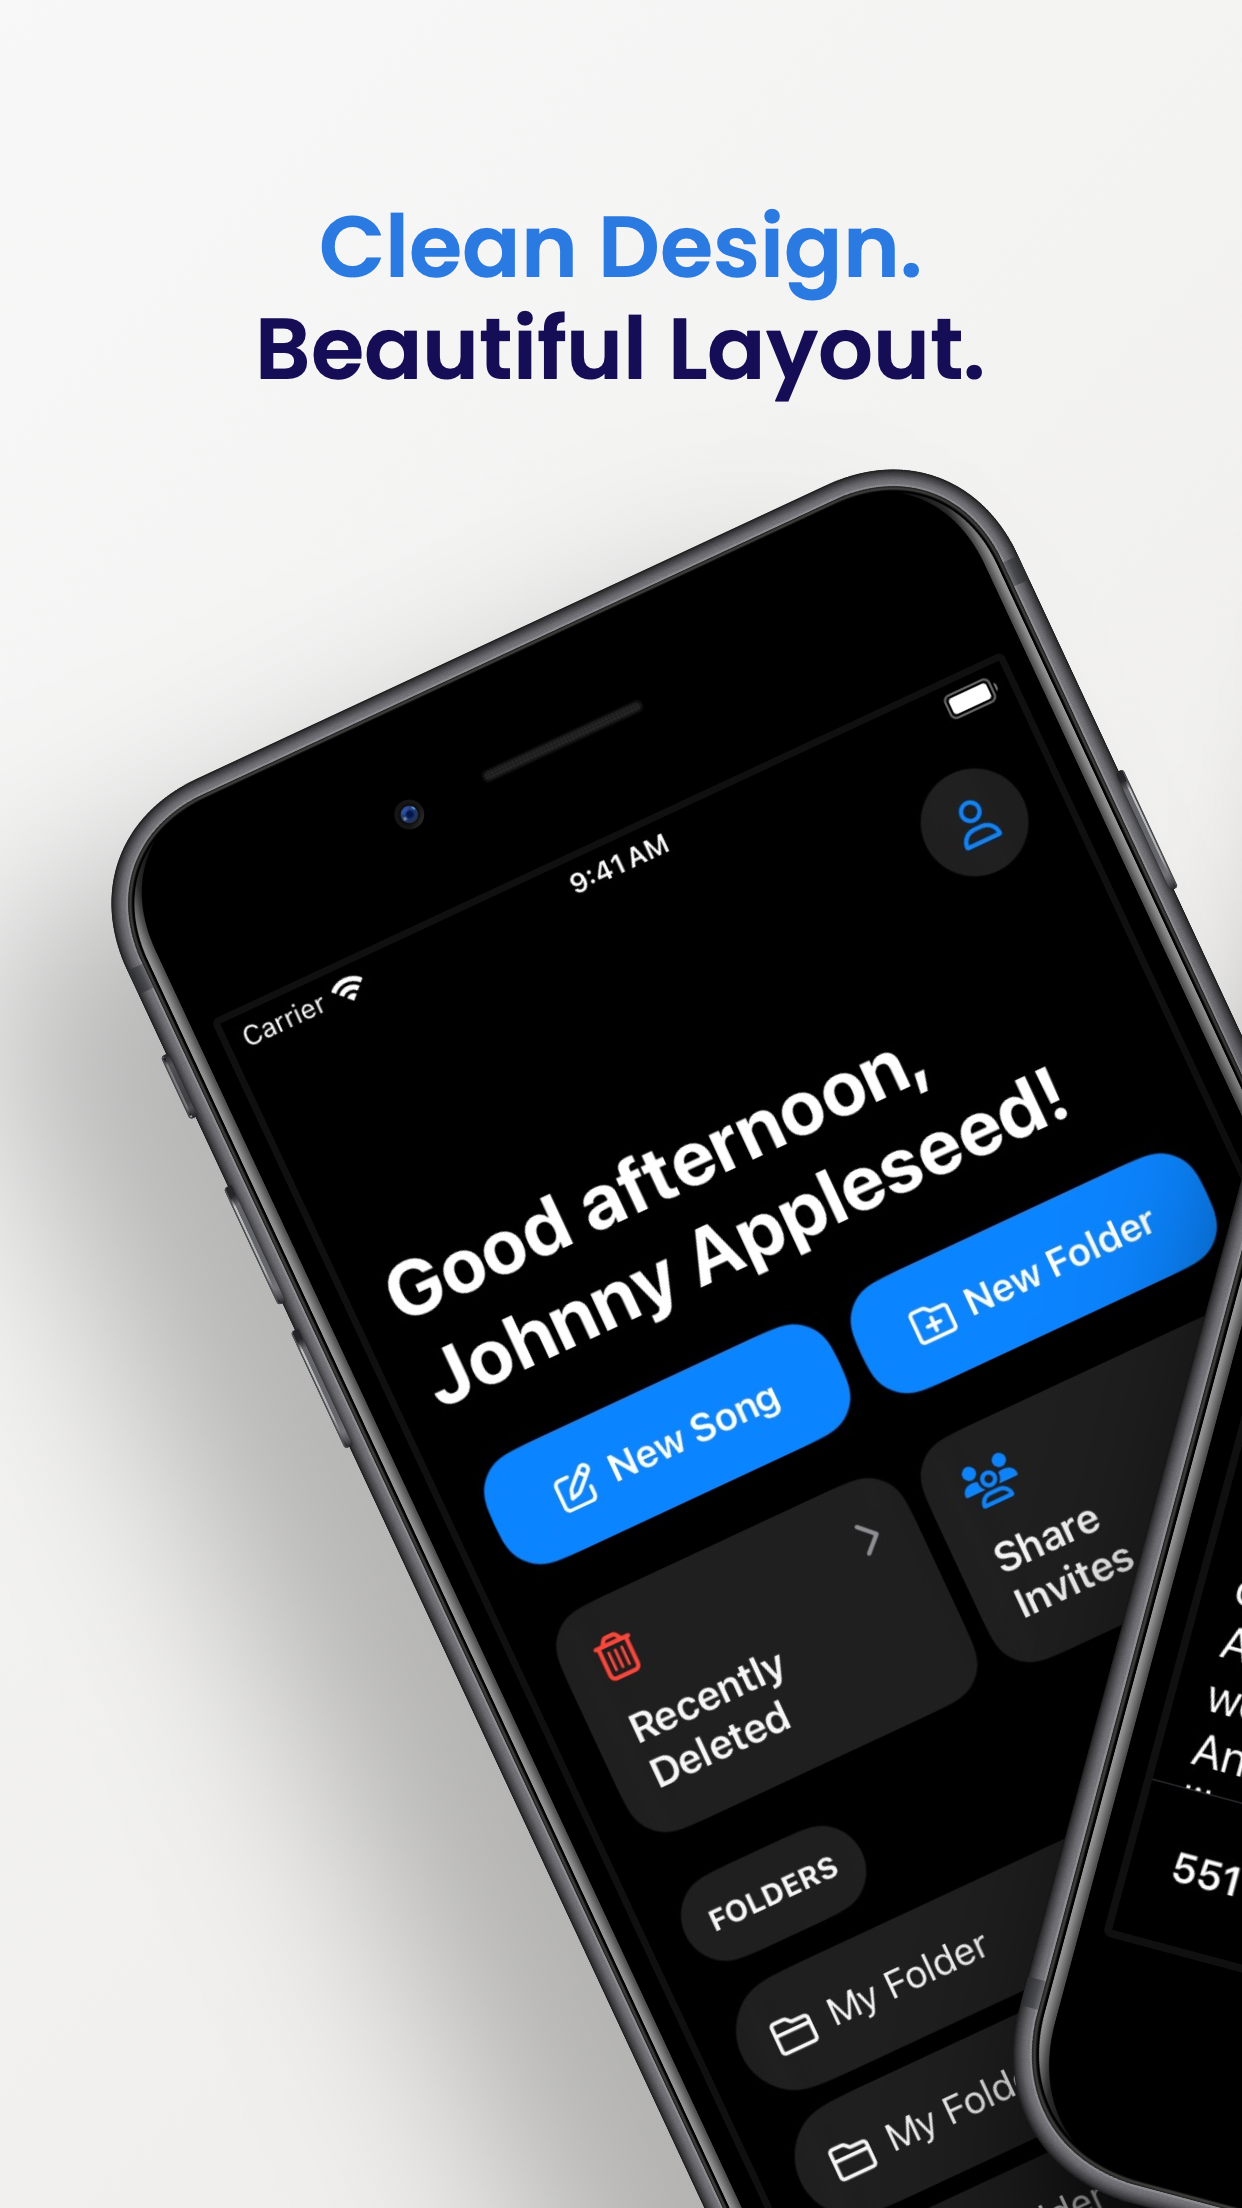 Clean Design.
Beautiful Layout.
Carrier
9:41 AM
Good afternoon,
Johnny Appleseed!
New Song
New Folder
Recently
Deleted
Share
Invites
FOLDERS
My Folder
My Fold
An
551